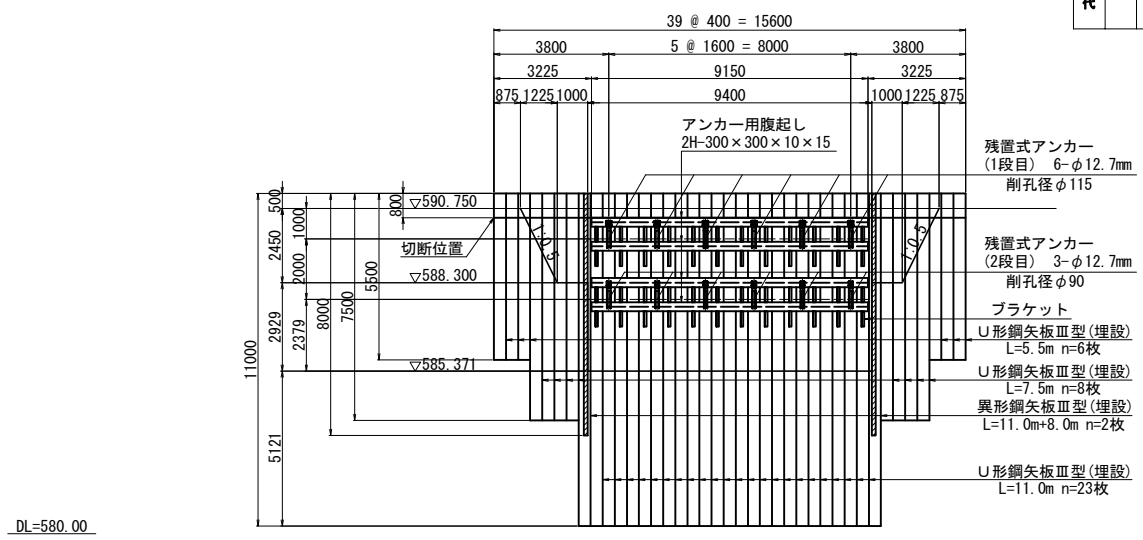 代
39 @ 400 = 15600
3800
5 @ 1600 = 8000
3800
3225
9150
3225
875
1225
1000
9400
1000
1225
875
アンカー用腹起し
2H-300×300×10×15
残置式アンカー
(1段目) 6-φ12.7mm
削孔径φ115
500
1000
800
▽590.750
2450
切断位置
1:0.5
1:0.5
残置式アンカー
(2段目) 3-φ12.7mm
削孔径φ90
2000
5500
▽588.300
ブラケット
8000
7500
2929
2379
U形鋼矢板Ⅲ型(埋設)
L=5.5m n=6枚
11000
▽585.371
U形鋼矢板Ⅲ型(埋設)
L=7.5m n=8枚
異形鋼矢板Ⅲ型(埋設)
L=11.0m+8.0m n=2枚
5121
U形鋼矢板Ⅲ型(埋設)
L=11.0m n=23枚
DL=580.00